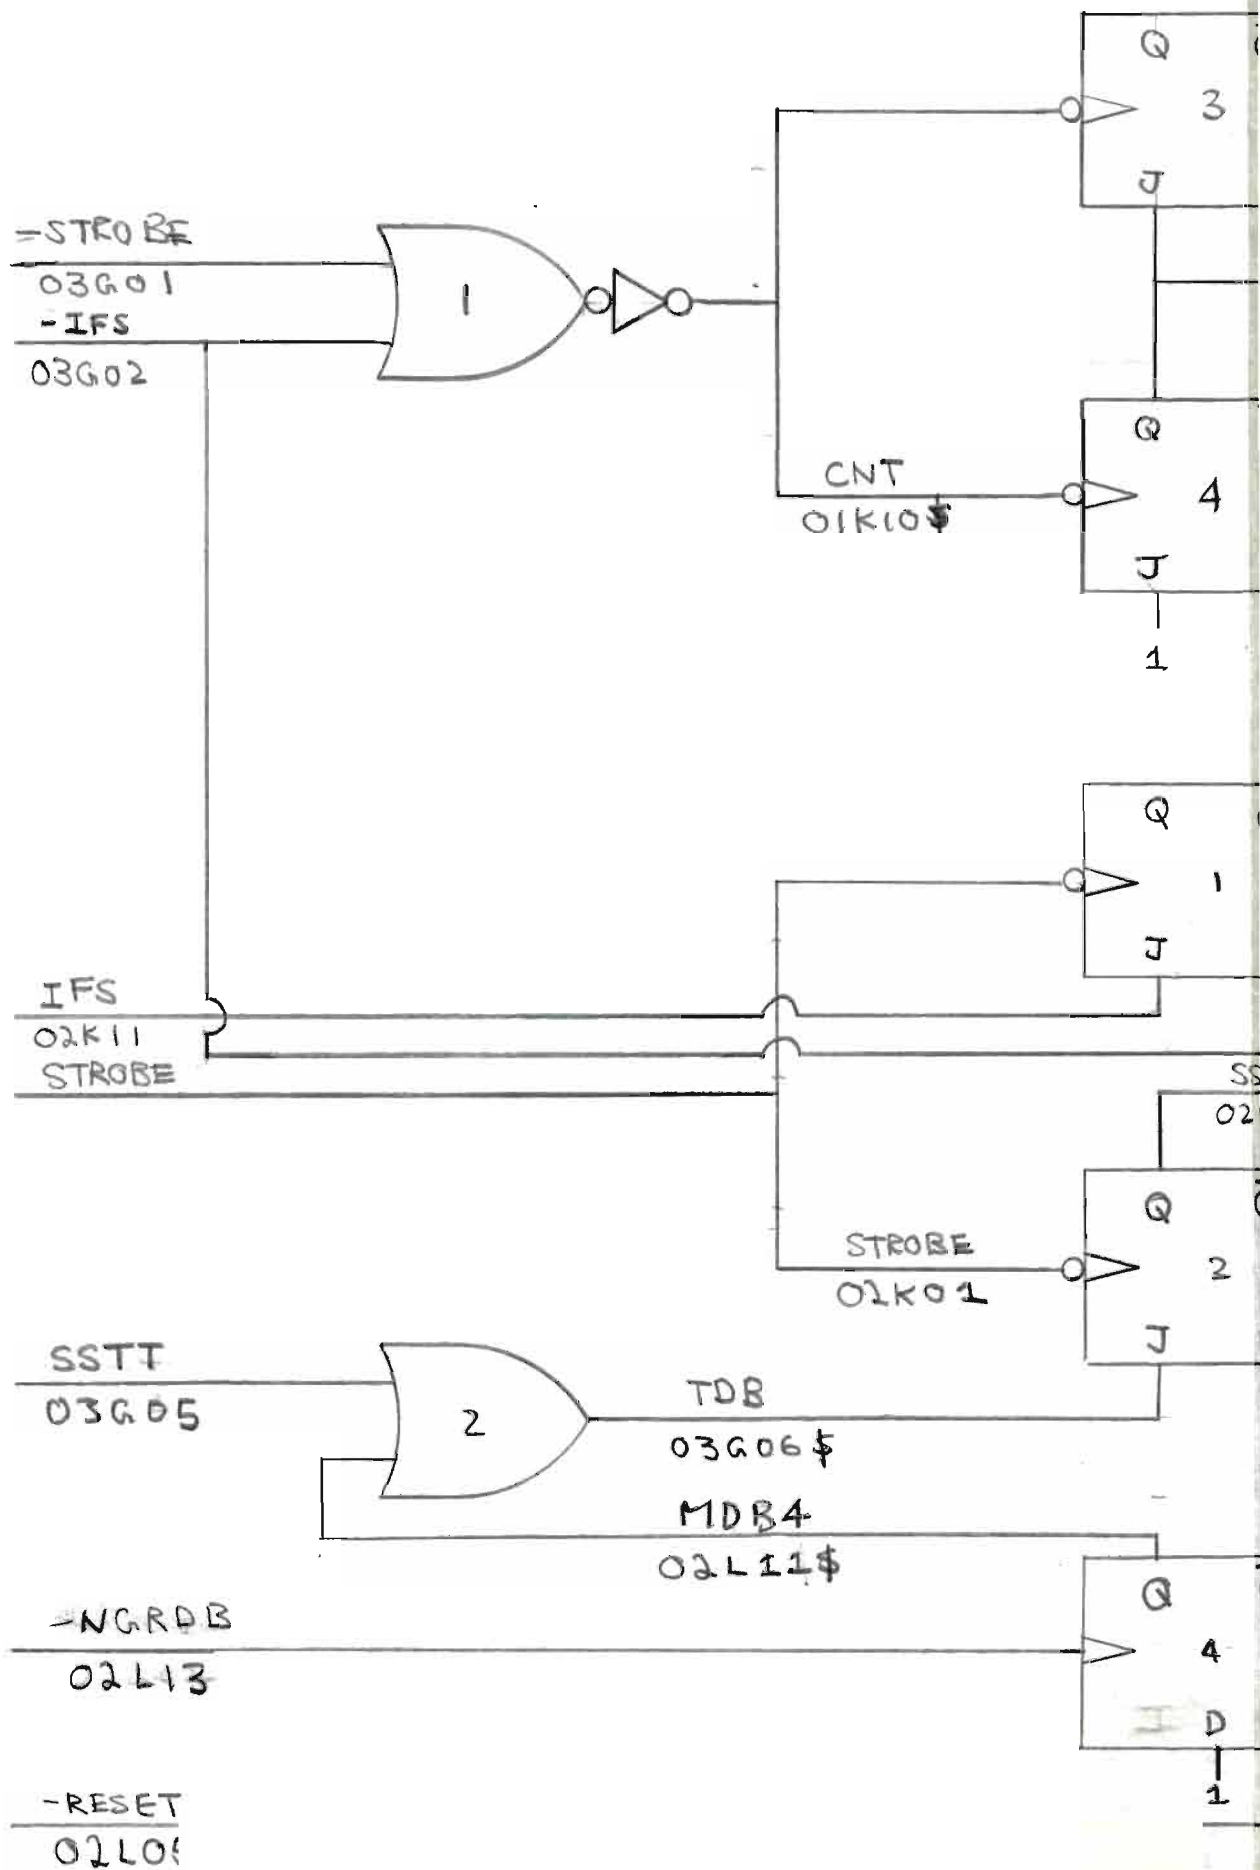 Q
3
J
-STROBE
03G01
-IFS
03G02
1
Q
4
J
1
CNT
01K10$
Q
1
J
IFS
02K11
STROBE
02
Q
2
J
STROBE
02K01
SSTT
03G05
2
TDB
03G06$
MDB4
02L11$
Q
4
D
1
-NGRDB
02L13
-RESET